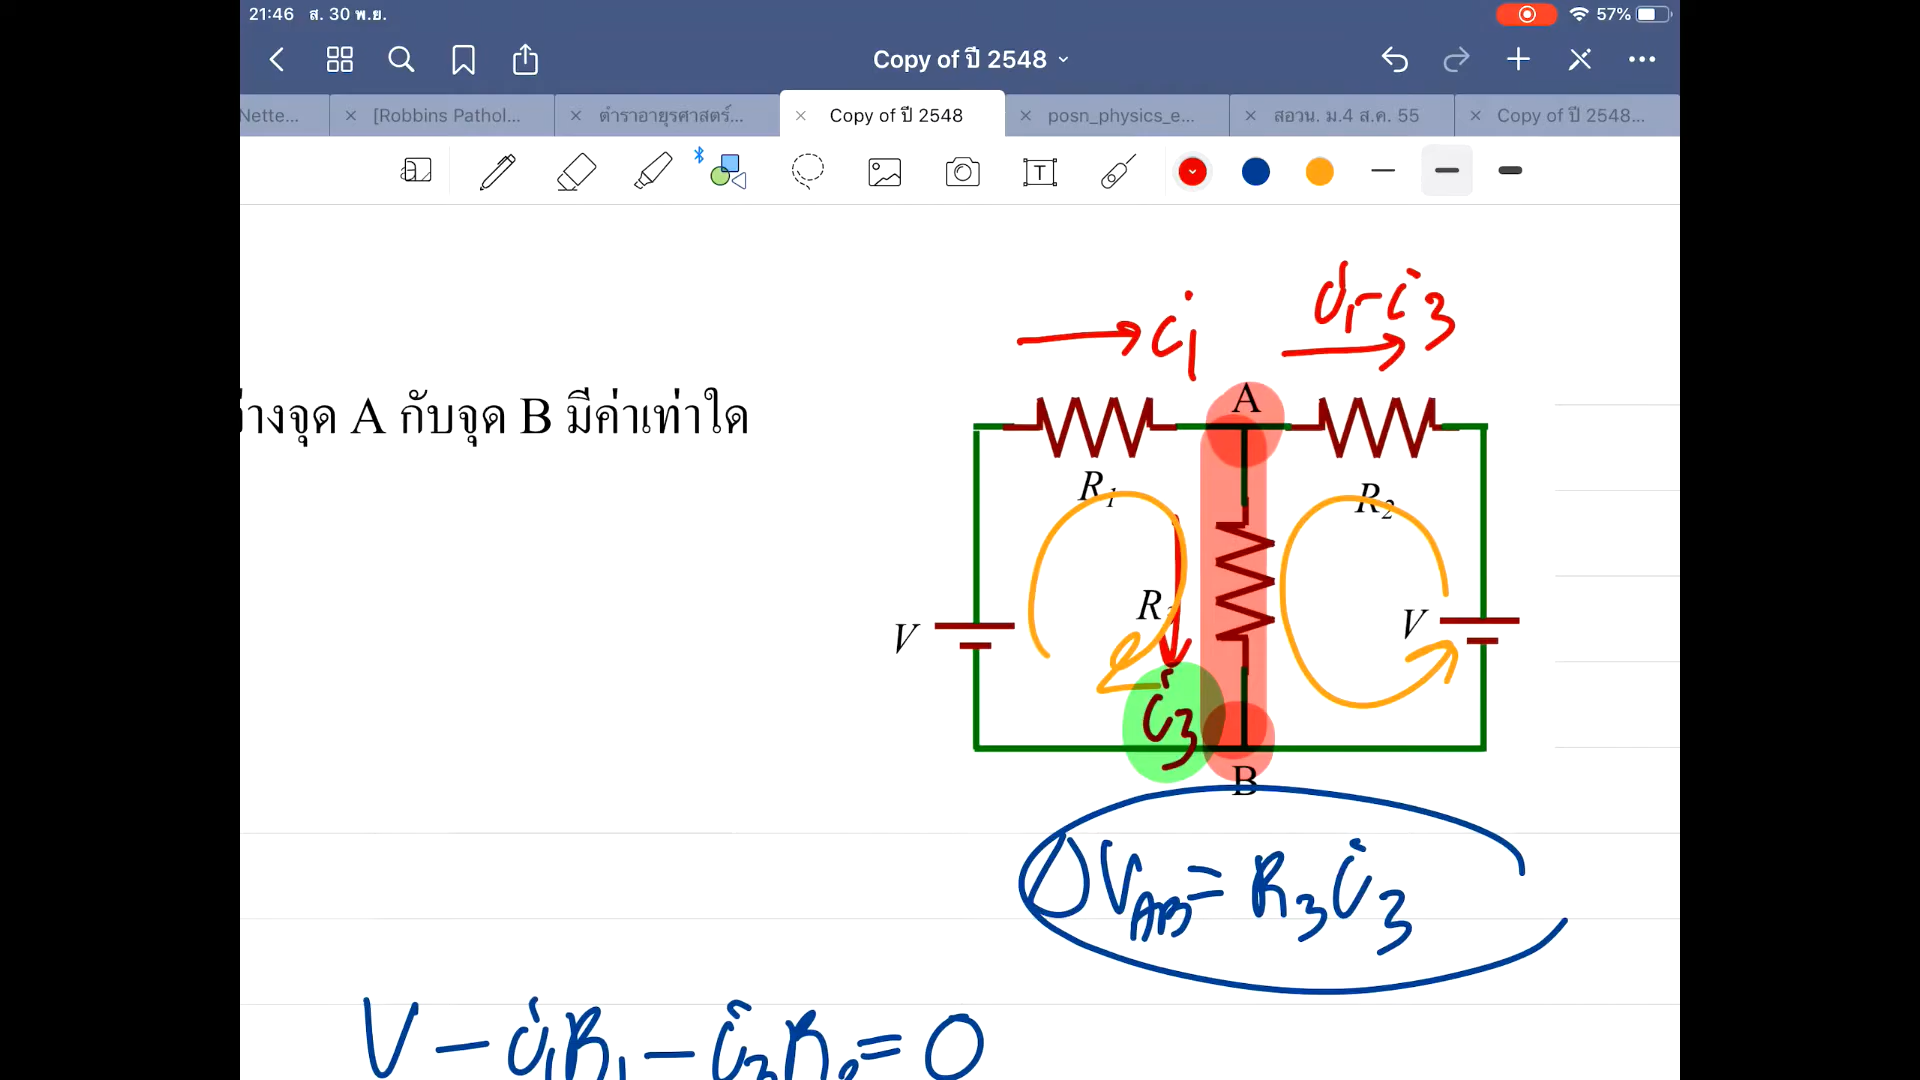 21:46 ส. 30 พ.ย.
57%
Copy of ปี 2548
Nette...
[Robbins Pathol...
ตำราอายุรศาสตร์...
Copy of ปี 2548
posn_physics_e...
สอวน. ม.4 ส.ค. 55
Copy of ปี 2548...
T
i1
i1-i3
ว่างจุด A กับจุด B มีค่าเท่าใด
A
R1
R2
R
V
V
i3
B
ΔVAB = R3i3
V - i1R1 - i3R3 = 0